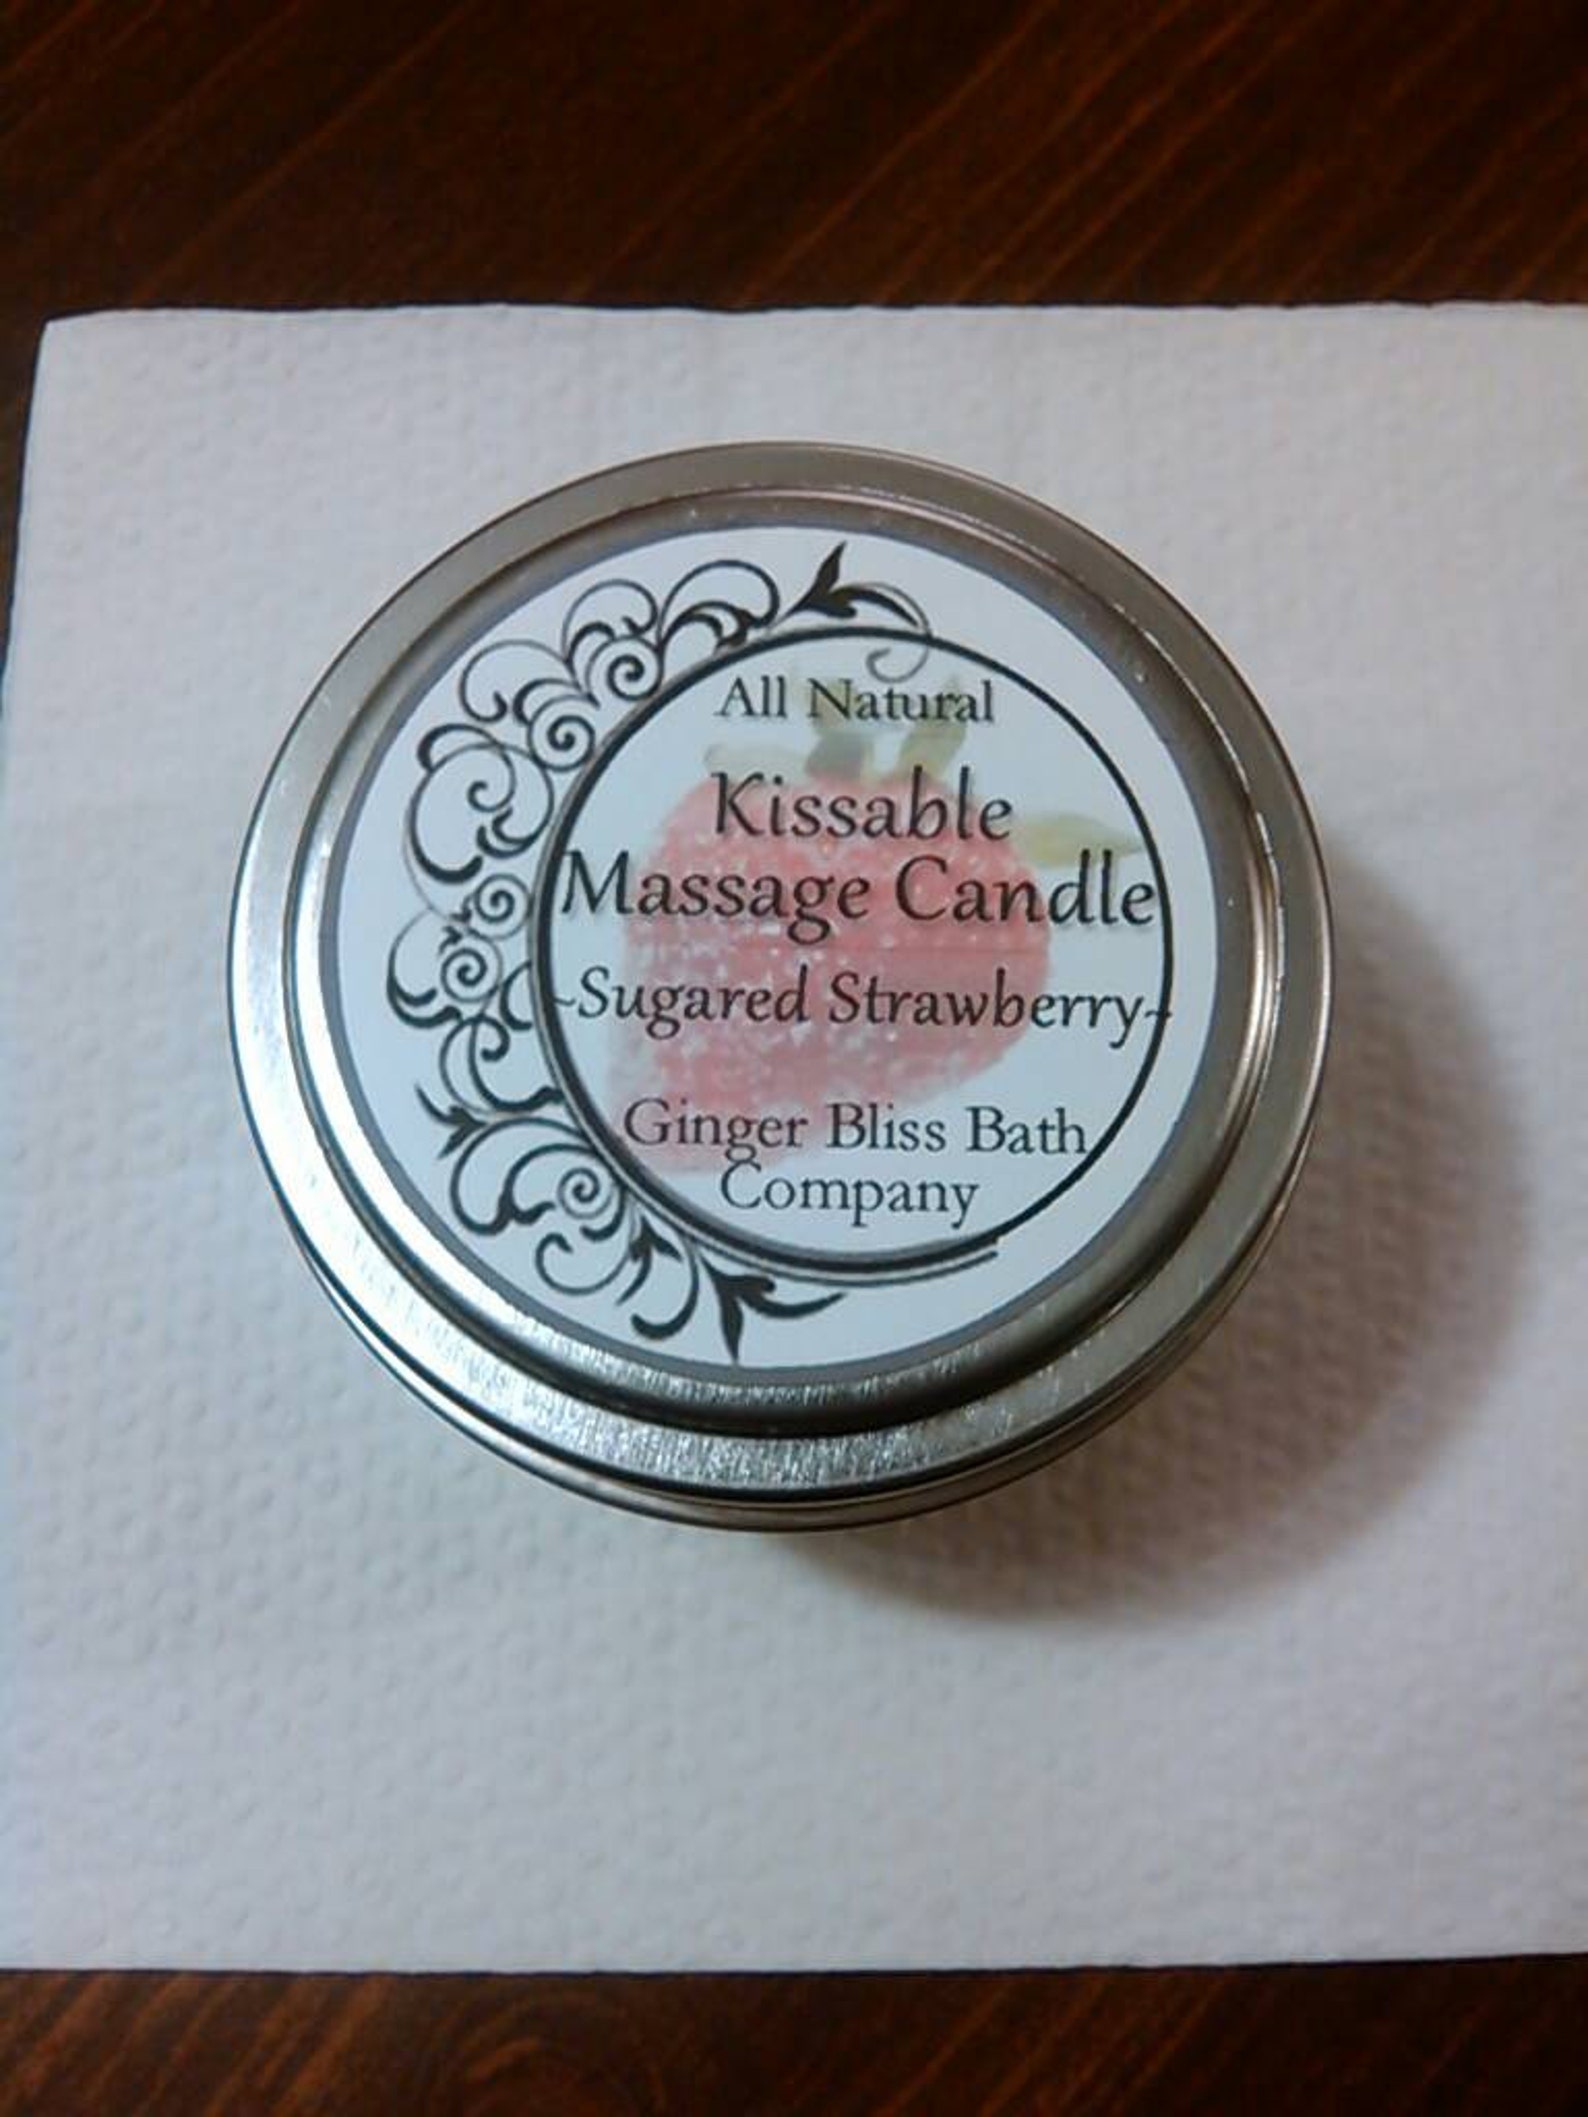 All Natural
Kissable
Massage Candle
~Sugared Strawberry~
Ginger Bliss Bath
Company